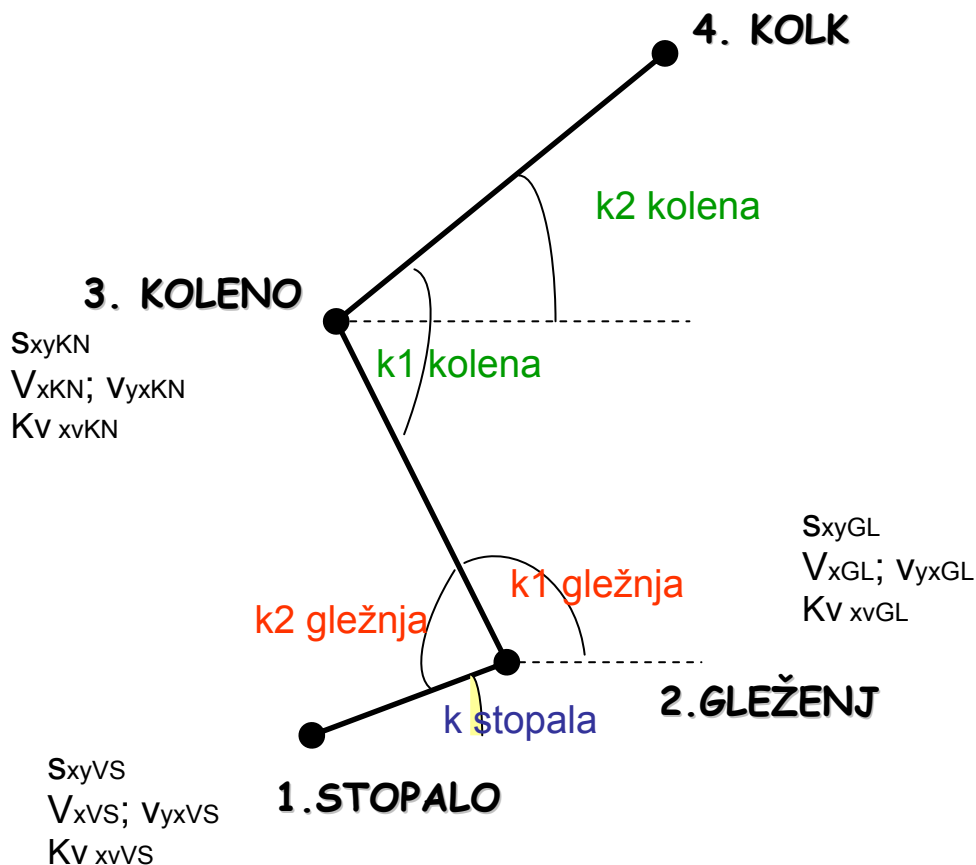 4. KOLK
k2 kolena
3. KOLENO
sxyKN
VxKN; vyxKN
Kv xvKN
k1 kolena
sxyGL
VxGL; vyxGL
Kv xvGL
k1 gležnja
k2 gležnja
2.GLEŽENJ
k stopala
1.STOPALO
sxyVS
VxVS; vyxVS
Kv xvVS